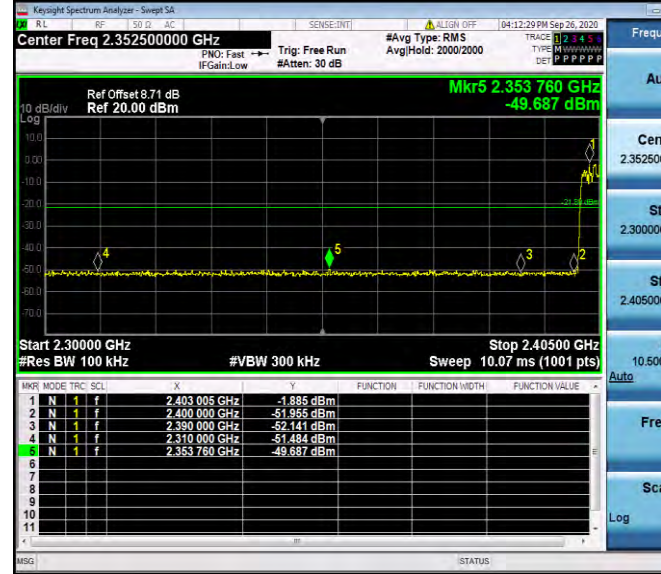 Keysight Spectrum Analyzer - Swept SA
RL RF 50 Ω AC SENSE:INT ALIGN OFF 04:12:29 PM Sep 26, 2020
Center Freq 2.352500000 GHz
PNO: Fast
IFGain:Low
Trig: Free Run
#Atten: 30 dB
#Avg Type: RMS
Avg|Hold: 2000/2000
TRACE 1 2 3 4 5 6
TYPE M WWWWW
DET P P P P P P
Mkr5 2.353 760 GHz
-49.687 dBm
Ref Offset 8.71 dB
10 dB/div Ref 20.00 dBm
Log
10.0
0.00
-10.0
-20.0
-30.0
-40.0
-50.0
-60.0
-70.0
1
4
5
3
2
Start 2.30000 GHz Stop 2.40500 GHz
#Res BW 100 kHz #VBW 300 kHz Sweep 10.07 ms (1001 pts)
MKR MODE TRC SCL X Y FUNCTION FUNCTION WIDTH FUNCTION VALUE
1 N 1 f 2.403 005 GHz -1.885 dBm
2 N 1 f 2.400 000 GHz -51.955 dBm
3 N 1 f 2.390 000 GHz -52.141 dBm
4 N 1 f 2.310 000 GHz -51.484 dBm
5 N 1 f 2.353 760 GHz -49.687 dBm
6
7
8
9
10
11
MSG STATUS
Frequ
Au
Cen
2.35250
St
2.30000
St
2.40500
10.50
Auto
Fre
Sca
Log